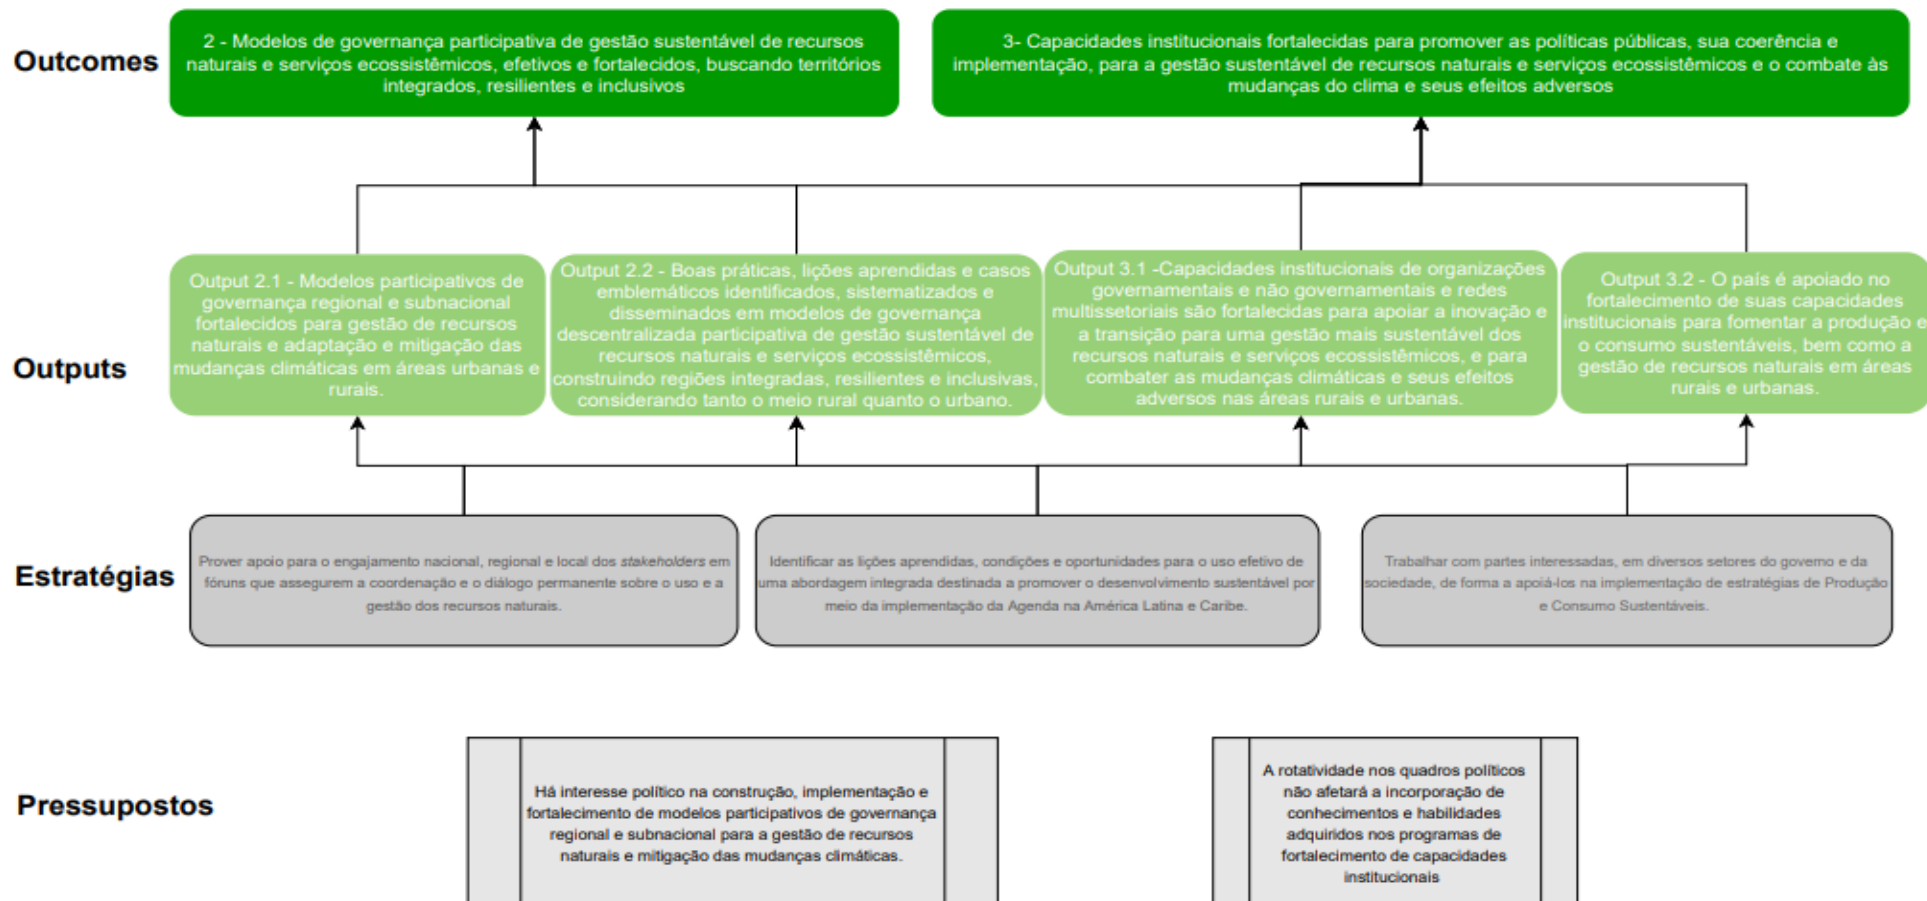 Outcomes
2 - Modelos de governança participativa de gestão sustentável de recursos
naturais e serviços ecossistêmicos, efetivos e fortalecidos, buscando territórios
integrados, resilientes e inclusivos
3- Capacidades institucionais fortalecidas para promover as políticas públicas, sua coerência e
implementação, para a gestão sustentável de recursos naturais e serviços ecossistêmicos e o combate às
mudanças do clima e seus efeitos adversos
Outputs
Output 2.1 - Modelos participativos de
governança regional e subnacional
fortalecidos para gestão de recursos
naturais e adaptação e mitigação das
mudanças climáticas em áreas urbanas e
rurais.
Output 2.2 - Boas práticas, lições aprendidas e casos
emblemáticos identificados, sistematizados e
disseminados em modelos de governança
descentralizada participativa de gestão sustentável de
recursos naturais e serviços ecossistêmicos,
construindo regiões integradas, resilientes e inclusivas,
considerando tanto o meio rural quanto o urbano.
Output 3.1 -Capacidades institucionais de organizações
governamentais e não governamentais e redes
multissetoriais são fortalecidas para apoiar a inovação e
a transição para uma gestão mais sustentável dos
recursos naturais e serviços ecossistêmicos, e para
combater as mudanças climáticas e seus efeitos
adversos nas áreas rurais e urbanas.
Output 3.2 - O país é apoiado no
fortalecimento de suas capacidades
institucionais para fomentar a produção e
o consumo sustentáveis, bem como a
gestão de recursos naturais em áreas
rurais e urbanas.
Estratégias
Prover apoio para o engajamento nacional, regional e local dos stakeholders em
fóruns que assegurem a coordenação e o diálogo permanente sobre o uso e a
gestão dos recursos naturais.
Identificar as lições aprendidas, condições e oportunidades para o uso efetivo de
uma abordagem integrada destinada a promover o desenvolvimento sustentável por
meio da implementação da Agenda na América Latina e Caribe.
Trabalhar com partes interessadas, em diversos setores do governo e da
sociedade, de forma a apoiá-los na implementação de estratégias de Produção
e Consumo Sustentáveis.
Pressupostos
Há interesse político na construção, implementação e
fortalecimento de modelos participativos de governança
regional e subnacional para a gestão de recursos
naturais e mitigação das mudanças climáticas.
A rotatividade nos quadros políticos
não afetará a incorporação de
conhecimentos e habilidades
adquiridos nos programas de
fortalecimento de capacidades
institucionais